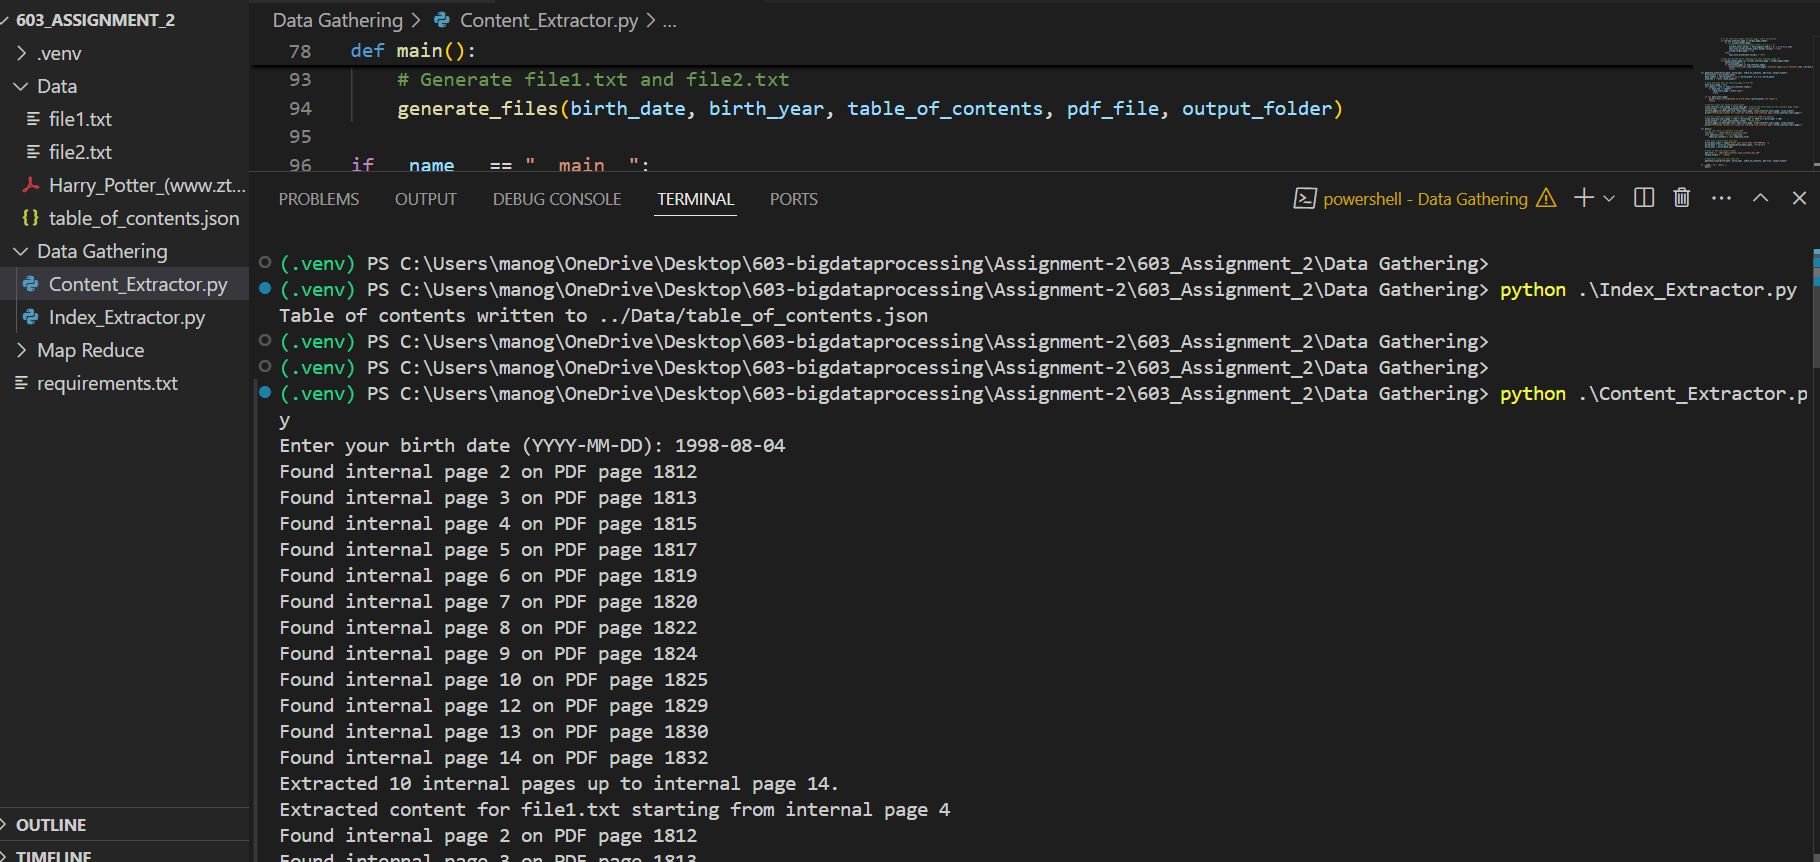 603_ASSIGNMENT_2
.venv
Data
file1.txt
file2.txt
Harry_Potter_(www.zt...
table_of_contents.json
Data Gathering
Content_Extractor.py
Index_Extractor.py
Map Reduce
requirements.txt
OUTLINE
TIMELINE
Data Gathering > Content_Extractor.py > ...
78 def main():
93 # Generate file1.txt and file2.txt
94 generate_files(birth_date, birth_year, table_of_contents, pdf_file, output_folder)
95
96 if __name__ == "__main__":
PROBLEMS OUTPUT DEBUG CONSOLE TERMINAL PORTS
powershell - Data Gathering
(.venv) PS C:\Users\manog\OneDrive\Desktop\603-bigdataprocessing\Assignment-2\603_Assignment_2\Data Gathering>
(.venv) PS C:\Users\manog\OneDrive\Desktop\603-bigdataprocessing\Assignment-2\603_Assignment_2\Data Gathering> python .\Index_Extractor.py
Table of contents written to ../Data/table_of_contents.json
(.venv) PS C:\Users\manog\OneDrive\Desktop\603-bigdataprocessing\Assignment-2\603_Assignment_2\Data Gathering>
(.venv) PS C:\Users\manog\OneDrive\Desktop\603-bigdataprocessing\Assignment-2\603_Assignment_2\Data Gathering>
(.venv) PS C:\Users\manog\OneDrive\Desktop\603-bigdataprocessing\Assignment-2\603_Assignment_2\Data Gathering> python .\Content_Extractor.p
y
Enter your birth date (YYYY-MM-DD): 1998-08-04
Found internal page 2 on PDF page 1812
Found internal page 3 on PDF page 1813
Found internal page 4 on PDF page 1815
Found internal page 5 on PDF page 1817
Found internal page 6 on PDF page 1819
Found internal page 7 on PDF page 1820
Found internal page 8 on PDF page 1822
Found internal page 9 on PDF page 1824
Found internal page 10 on PDF page 1825
Found internal page 12 on PDF page 1829
Found internal page 13 on PDF page 1830
Found internal page 14 on PDF page 1832
Extracted 10 internal pages up to internal page 14.
Extracted content for file1.txt starting from internal page 4
Found internal page 2 on PDF page 1812
Found internal page 3 on PDF page 1813